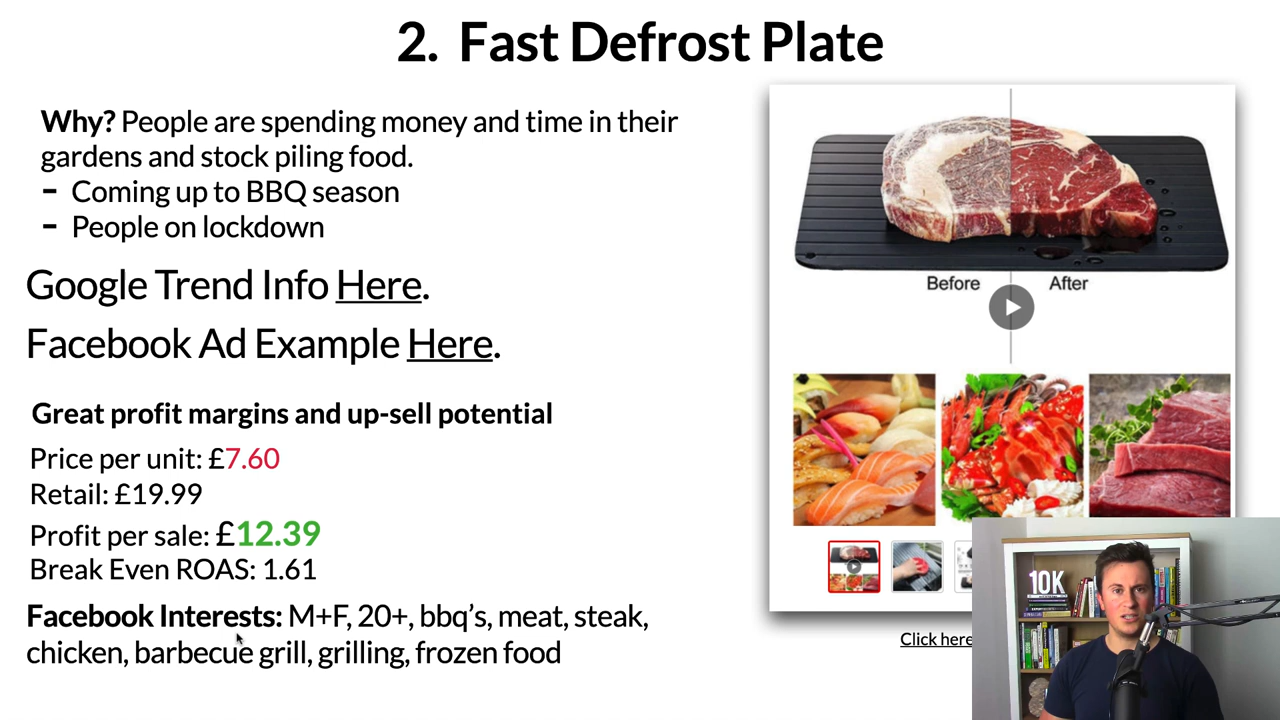 2. Fast Defrost Plate
Why? People are spending money and time in their
gardens and stock piling food.
- Coming up to BBQ season
- People on lockdown
Google Trend Info Here.
Facebook Ad Example Here.
Great profit margins and up-sell potential
Price per unit: £7.60
Retail: £19.99
Profit per sale: £12.39
Break Even ROAS: 1.61
Facebook Interests: M+F, 20+, bbq's, meat, steak,
chicken, barbecue grill, grilling, frozen food
Before After
Click here
10K